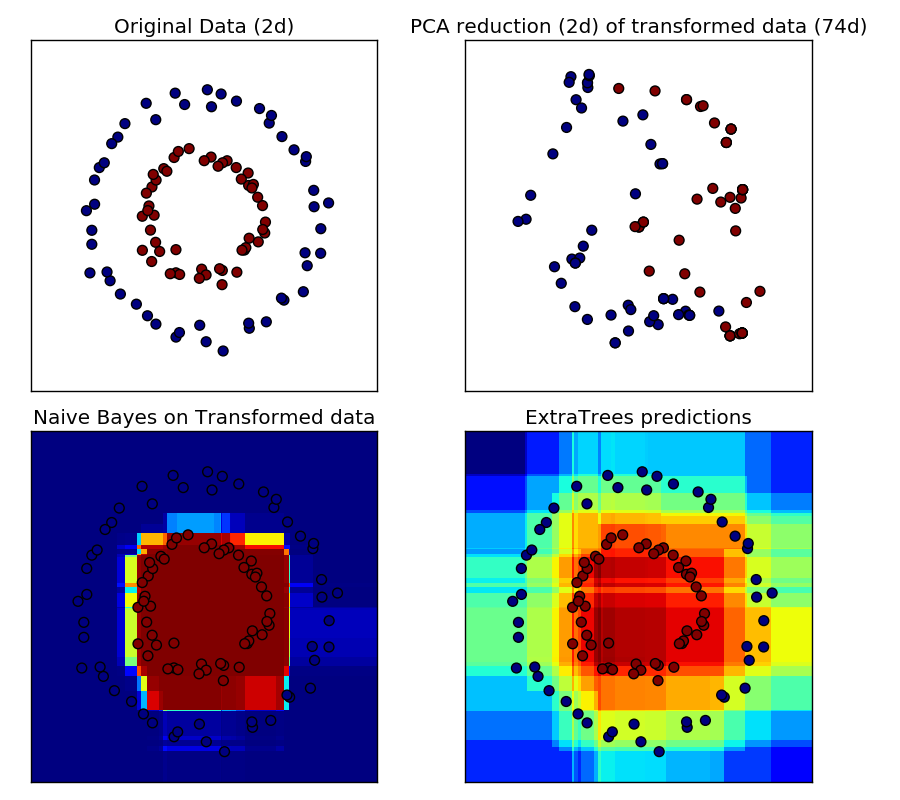 Original Data (2d)
PCA reduction (2d) of transformed data (74d)
Naive Bayes on Transformed data
ExtraTrees predictions